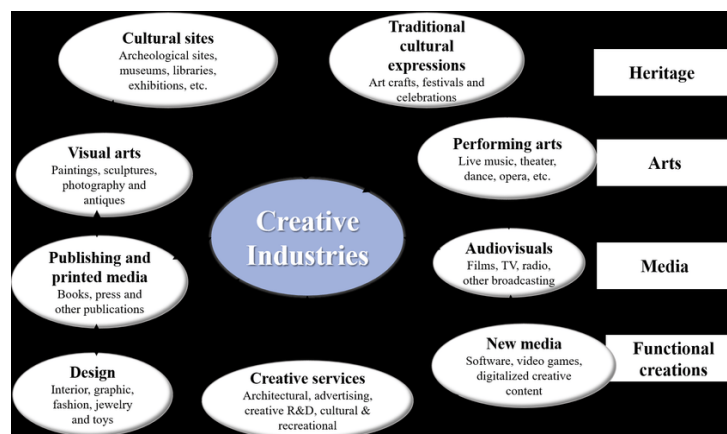 Cultural sites
Archeological sites,
museums, libraries,
exhibitions, etc.
Traditional
cultural
expressions
Art crafts, festivals and
celebrations
Heritage
Visual arts
Paintings, sculptures,
photography and
antiques
Performing arts
Live music, theater,
dance, opera, etc.
Arts
Creative
Industries
Publishing and
printed media
Books, press and
other publications
Audiovisuals
Films, TV, radio,
other broadcasting
Media
Design
Interior, graphic,
fashion, jewelry
and toys
Creative services
Architectural, advertising,
creative R&D, cultural &
recreational
New media
Software, video games,
digitalized creative
content
Functional
creations